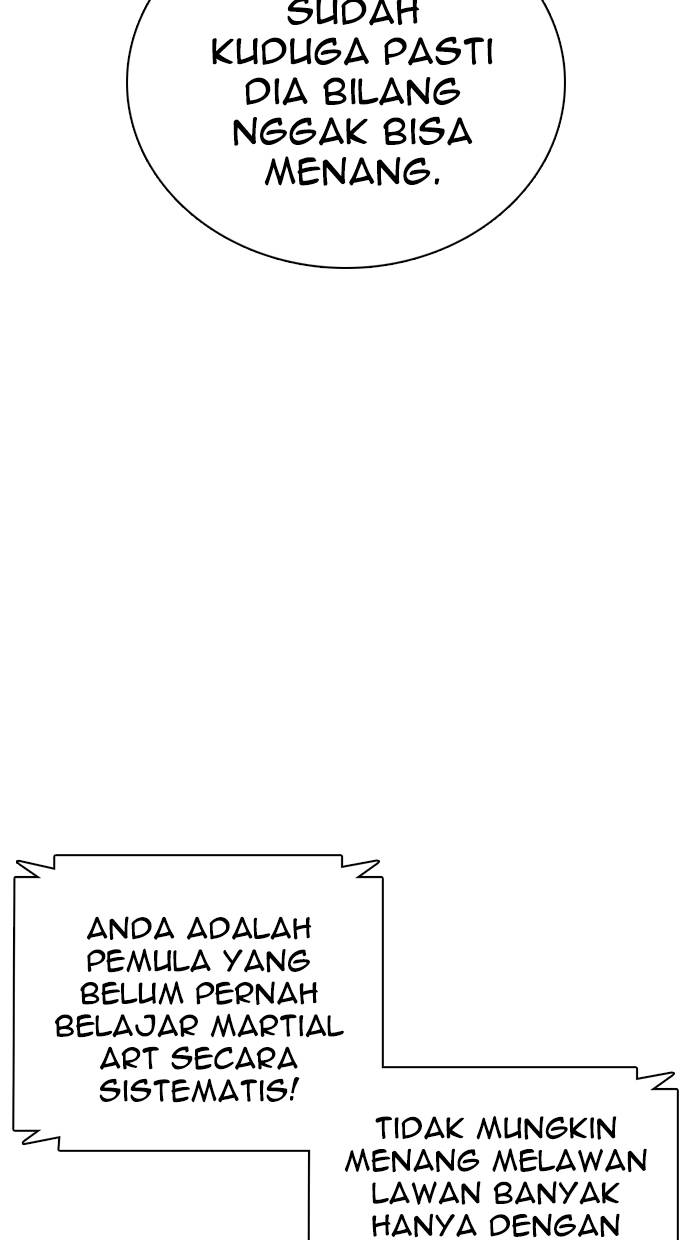 SUDAH
KUDUGA PASTI
DIA BILANG
NGGAK BISA
MENANG.
ANDA ADALAH
PEMULA YANG
BELUM PERNAH
BELAJAR MARTIAL
ART SECARA
SISTEMATIS!
TIDAK MUNGKIN
MENANG MELAWAN
LAWAN BANYAK
HANYA DENGAN